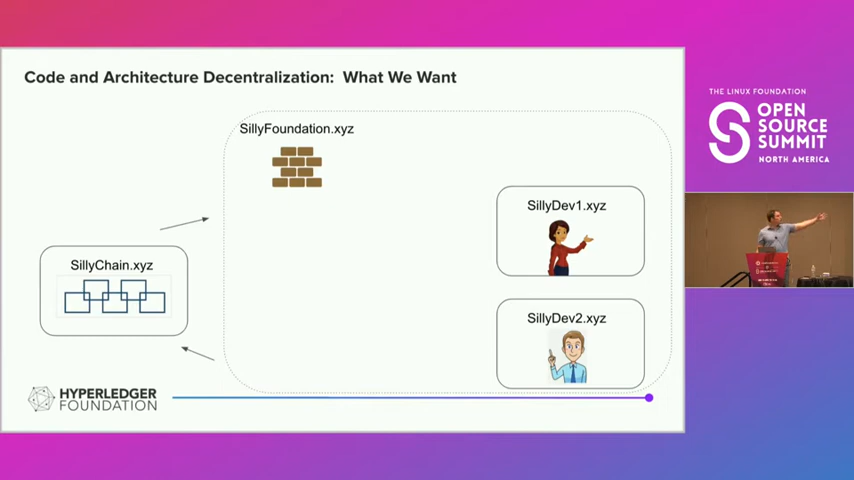 Code and Architecture Decentralization:  What We Want
SillyFoundation.xyz
SillyDev1.xyz
SillyChain.xyz
SillyDev2.xyz
HYPERLEDGER
FOUNDATION
THE LINUX FOUNDATION
OPEN
SOURCE
SUMMIT
NORTH AMERICA